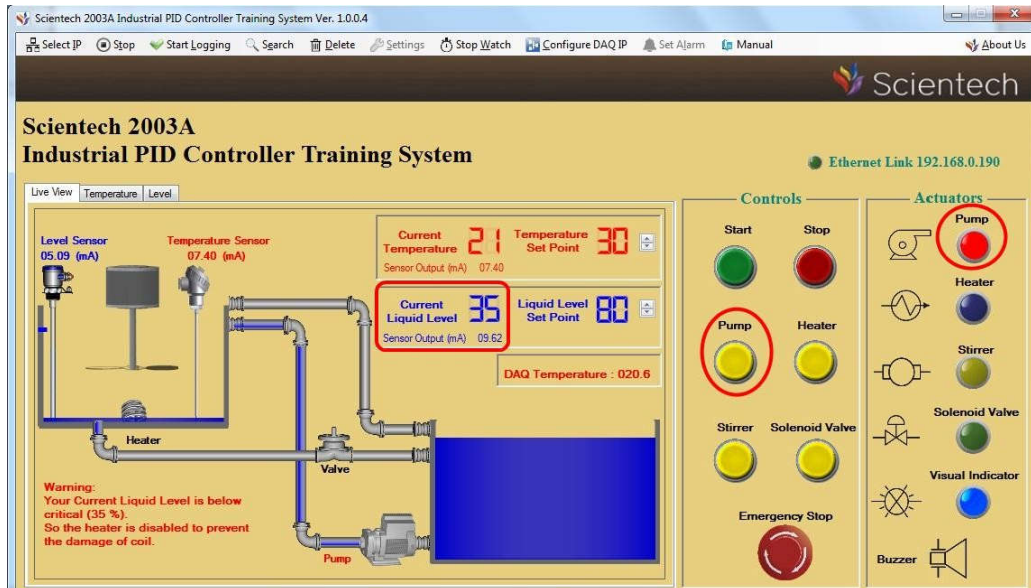 Scientech 2003A Industrial PID Controller Training System Ver. 1.0.0.4
Select IP Stop Start Logging Search Delete Settings Stop Watch Configure DAQ IP Set Alarm Manual About Us
Scientech
Scientech 2003A
Industrial PID Controller Training System
Ethernet Link 192.168.0.190
Live View Temperature Level
Level Sensor
05.09 (mA)
Temperature Sensor
07.40 (mA)
Current Temperature 21
Temperature Set Point 30
Sensor Output (mA) 07.40
Current Liquid Level 35
Liquid Level Set Point 80
Sensor Output (mA) 09.62
DAQ Temperature : 020.6
Heater
Valve
Pump
Warning:
Your Current Liquid Level is below
critical (35 %).
So the heater is disabled to prevent
the damage of coil.
Controls
Start Stop
Pump Heater
Stirrer Solenoid Valve
Emergency Stop
Actuators
Pump
Heater
Stirrer
Solenoid Valve
Visual Indicator
Buzzer